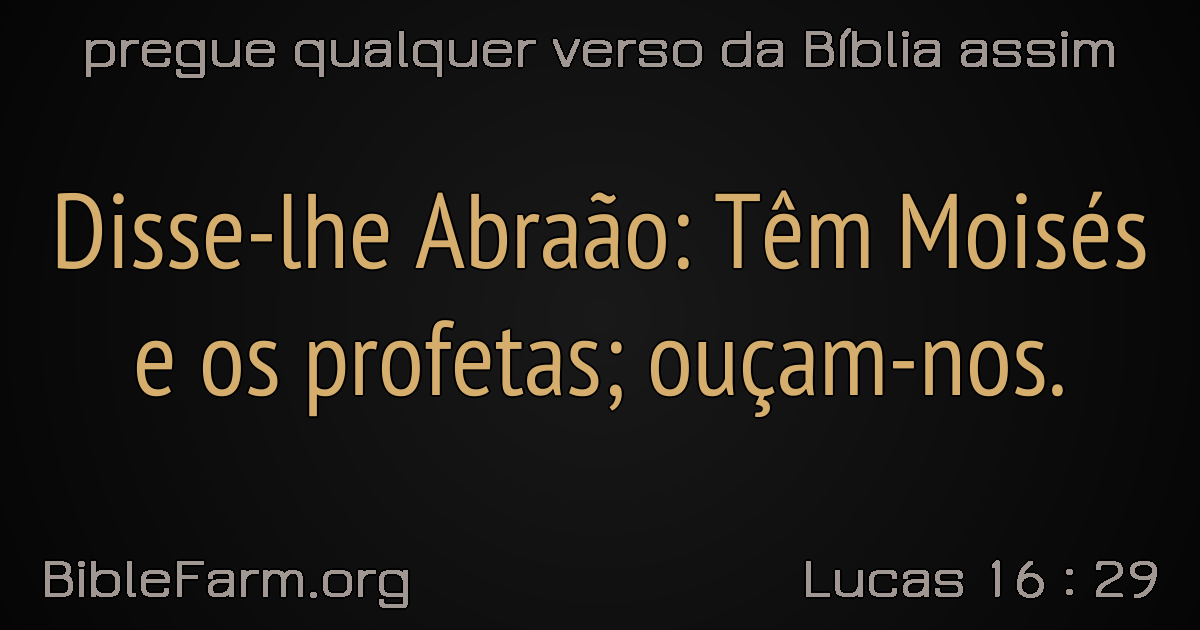 pregue qualquer verso da Bíblia assim
Disse-lhe Abraão: Têm Moisés
e os profetas; ouçam-nos.
BibleFarm.org
Lucas 16 : 29